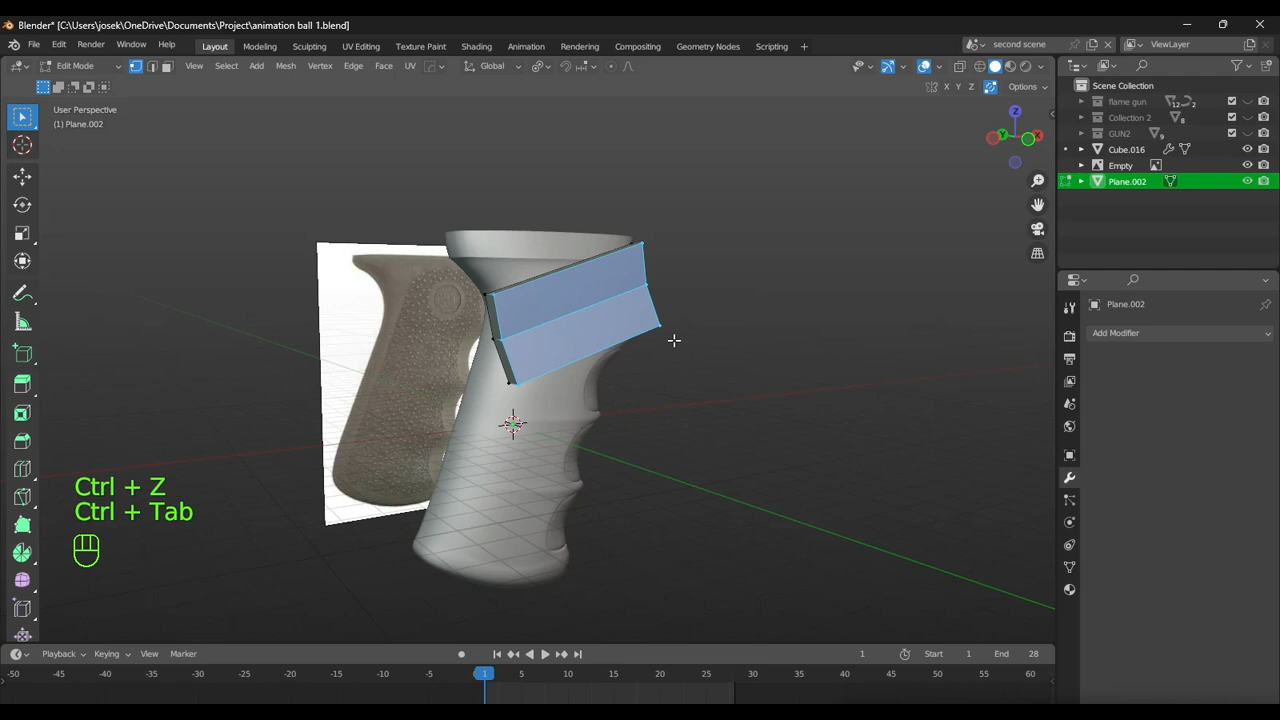 Blender* [C:\Users\josek\OneDrive\Documents\Project\animation ball 1.blend]
File Edit Render Window Help Layout Modeling Sculpting UV Editing Texture Paint Shading Animation Rendering Compositing Geometry Nodes Scripting + second scene ViewLayer
Edit Mode View Select Add Mesh Vertex Edge Face UV Global
X Y Z Options
User Perspective
(1) Plane.002
Scene Collection
flame gun 12 2
Collection 2 8
GUN2 9
Cube.016
Empty
Plane.002
Z
Y X
Plane.002
Add Modifier
Ctrl + Z
Ctrl + Tab
Playback Keying View Marker 1 Start 1 End 28
-50 -45 -40 -35 -30 -25 -20 -15 -10 -5 1 5 10 15 20 25 30 35 40 45 50 55 60